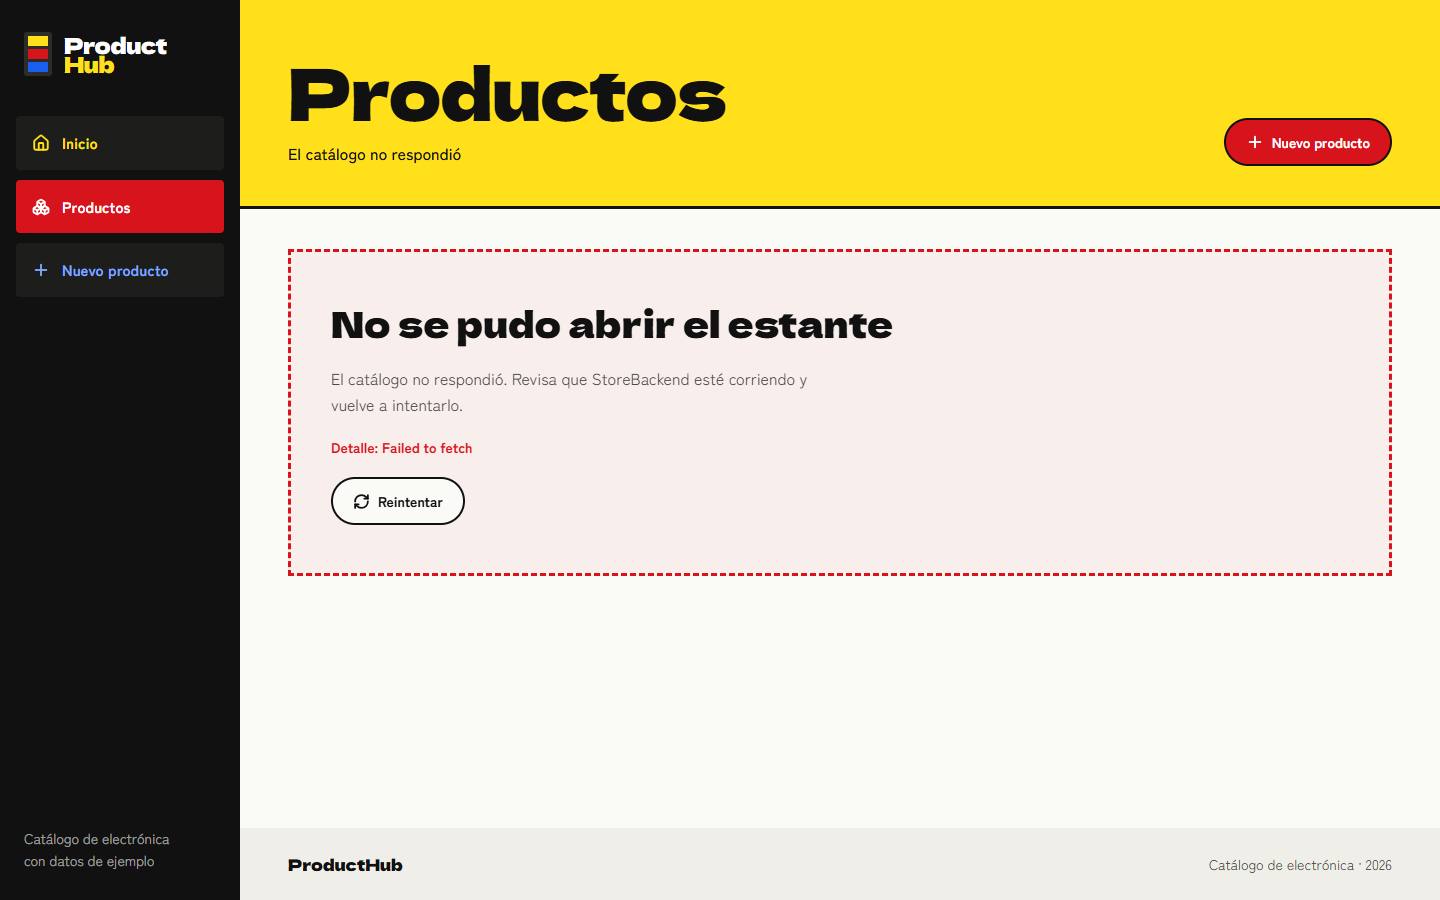 Product
Hub
Inicio
Productos
Nuevo producto
Catálogo de electrónica
con datos de ejemplo
Productos
El catálogo no respondió
Nuevo producto
No se pudo abrir el estante
El catálogo no respondió. Revisa que StoreBackend esté corriendo y
vuelve a intentarlo.
Detalle: Failed to fetch
Reintentar
ProductHub
Catálogo de electrónica · 2026